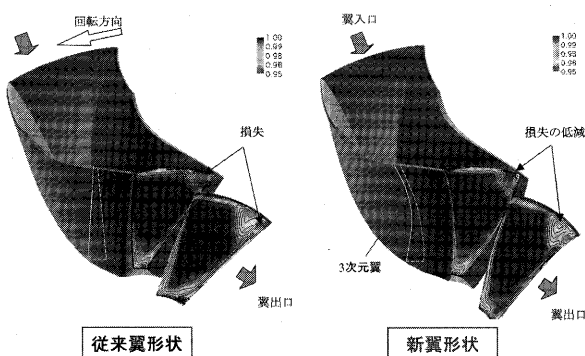 回転方向
1.00
0.99
0.98
0.98
0.95
損失
翼出口
従来翼形状
翼入口
1.00
0.99
0.98
0.98
0.95
損失の低減
3次元翼
翼出口
新翼形状